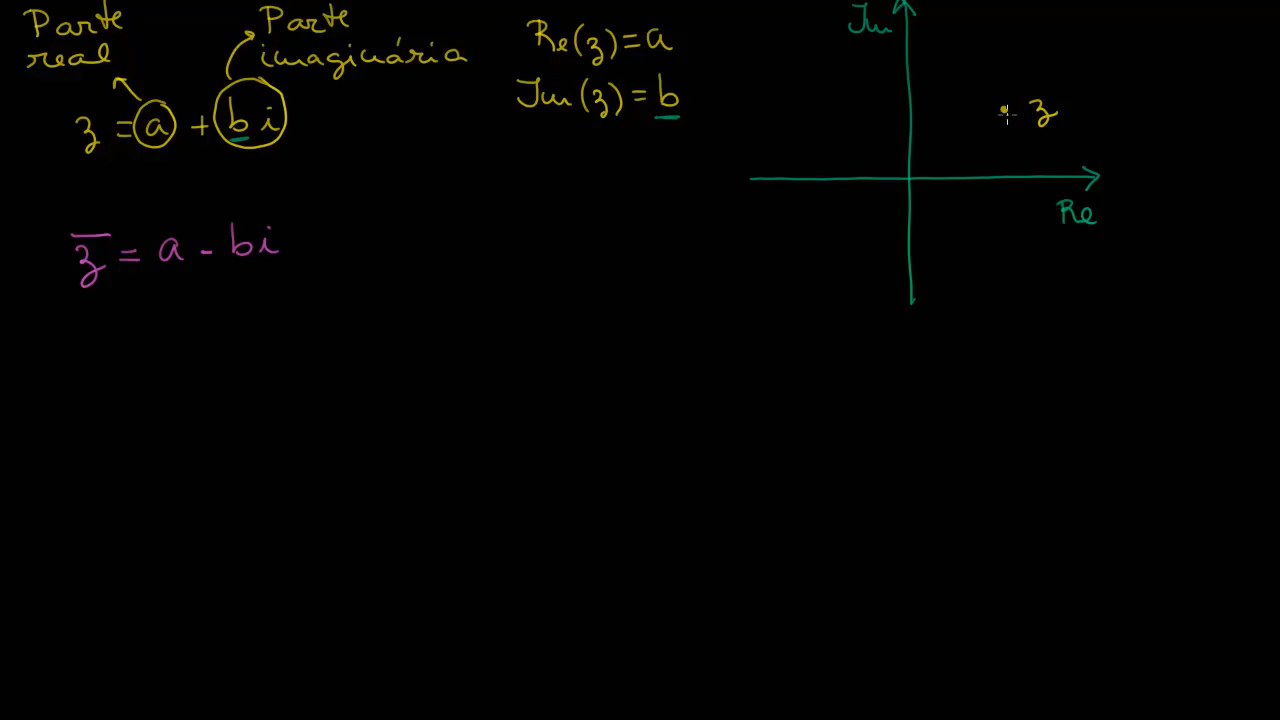 Parte
real
Parte
imaginária
z = a + bi
Re(z) = a
Im(z) = b
z̅ = a - bi
Im
z
Re